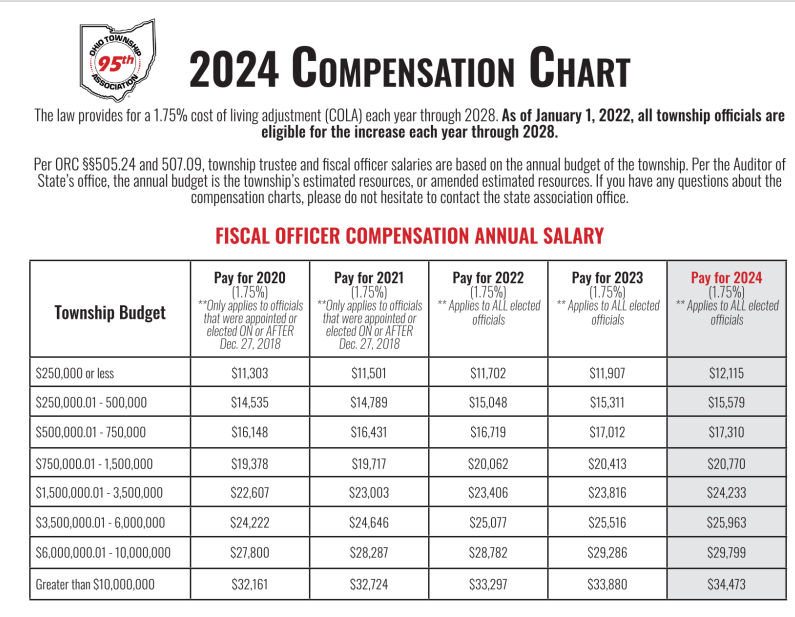 OHIO TOWNSHIP
95th
ASSOCIATION
2024 COMPENSATION CHART
The law provides for a 1.75% cost of living adjustment (COLA) each year through 2028. As of January 1, 2022, all township officials are
eligible for the increase each year through 2028.
Per ORC §§505.24 and 507.09, township trustee and fiscal officer salaries are based on the annual budget of the township. Per the Auditor of
State's office, the annual budget is the township's estimated resources, or amended estimated resources. If you have any questions about the
compensation charts, please do not hesitate to contact the state association office.
FISCAL OFFICER COMPENSATION ANNUAL SALARY
Township Budget
Pay for 2020
(1.75%)
**Only applies to officials
that were appointed or
elected ON or AFTER
Dec. 27, 2018
Pay for 2021
(1.75%)
**Only applies to officials
that were appointed or
elected ON or AFTER
Dec. 27, 2018
Pay for 2022
(1.75%)
** Applies to ALL elected
officials
Pay for 2023
(1.75%)
** Applies to ALL elected
officials
Pay for 2024
(1.75%)
** Applies to ALL elected
officials
$250,000 or less $11,303 $11,501 $11,702 $11,907 $12,115
$250,000.01 - 500,000 $14,535 $14,789 $15,048 $15,311 $15,579
$500,000.01 - 750,000 $16,148 $16,431 $16,719 $17,012 $17,310
$750,000.01 - 1,500,000 $19,378 $19,717 $20,062 $20,413 $20,770
$1,500,000.01 - 3,500,000 $22,607 $23,003 $23,406 $23,816 $24,233
$3,500,000.01 - 6,000,000 $24,222 $24,646 $25,077 $25,516 $25,963
$6,000,000.01 - 10,000,000 $27,800 $28,287 $28,782 $29,286 $29,799
Greater than $10,000,000 $32,161 $32,724 $33,297 $33,880 $34,473